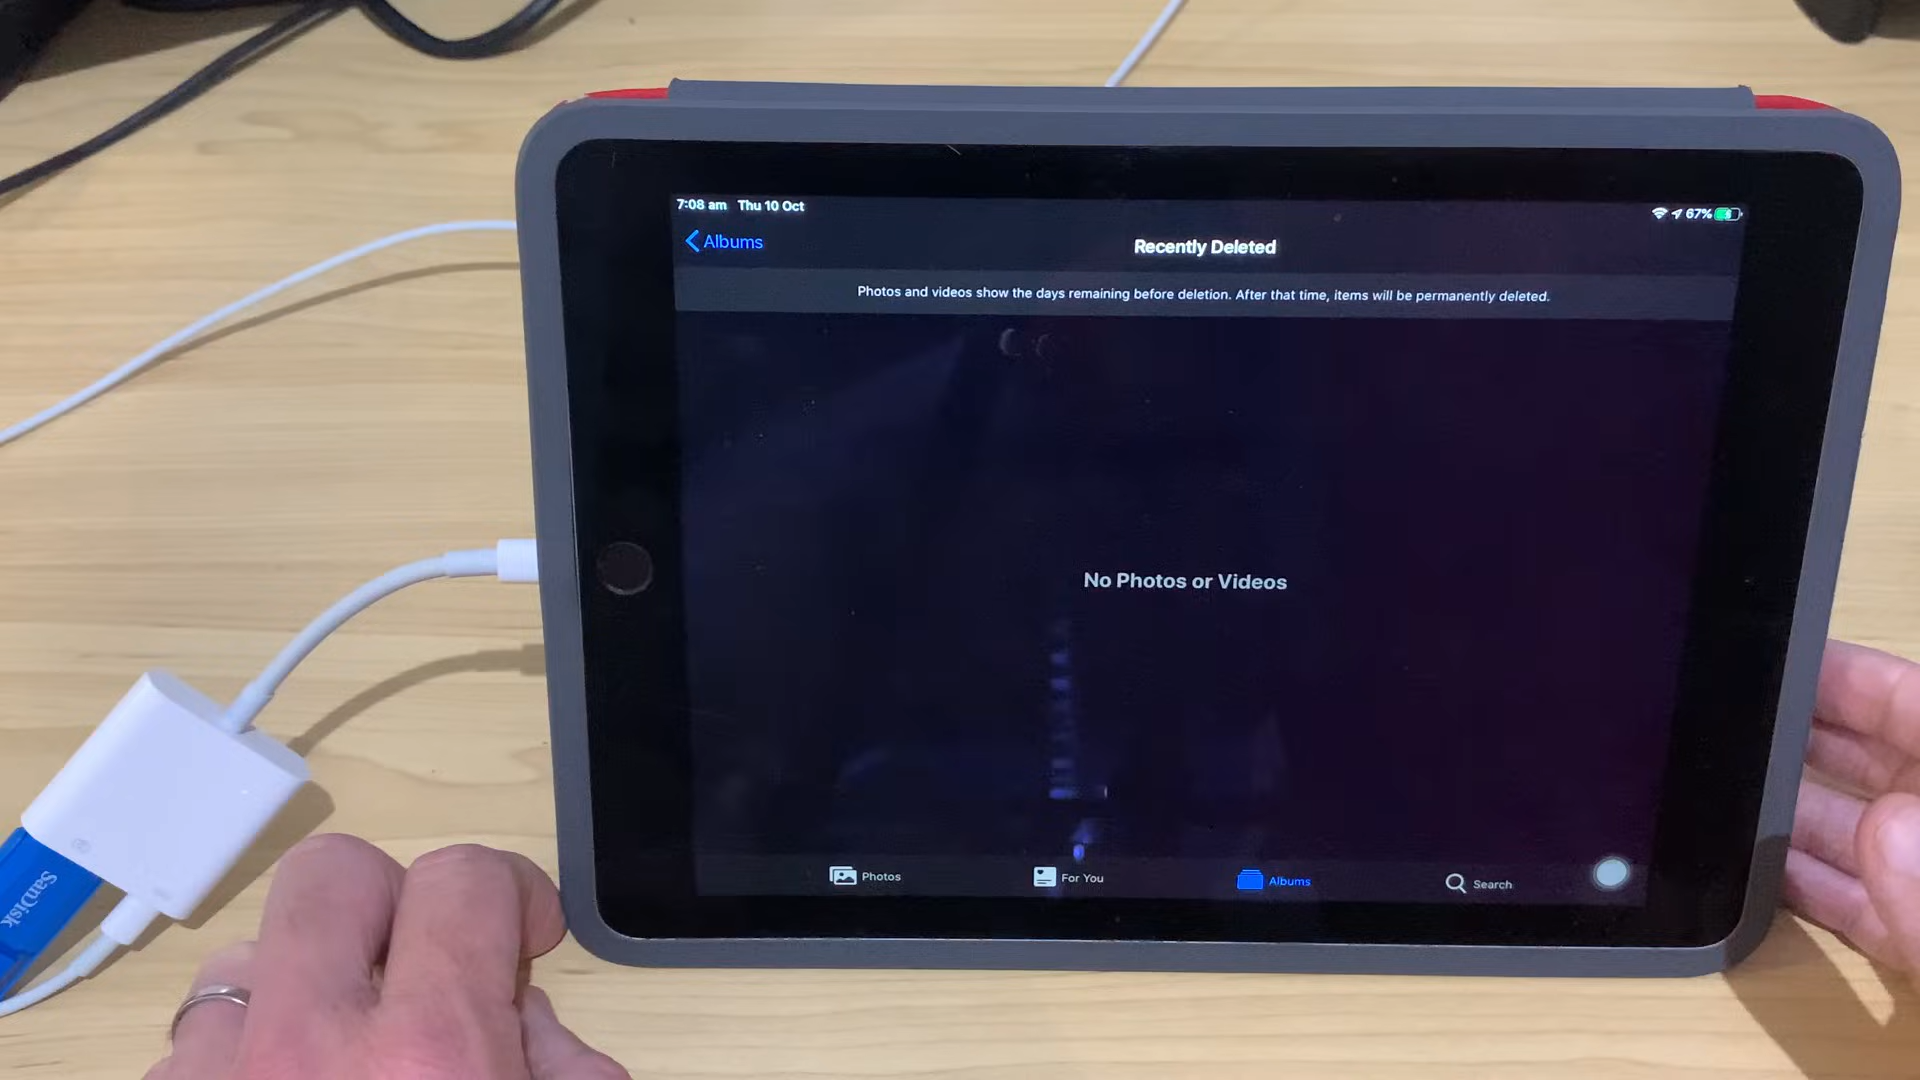 7:08 am Thu 10 Oct
67%
Albums
Recently Deleted
Photos and videos show the days remaining before deletion. After that time, items will be permanently deleted.
No Photos or Videos
Photos
For You
Albums
Search
SanDisk